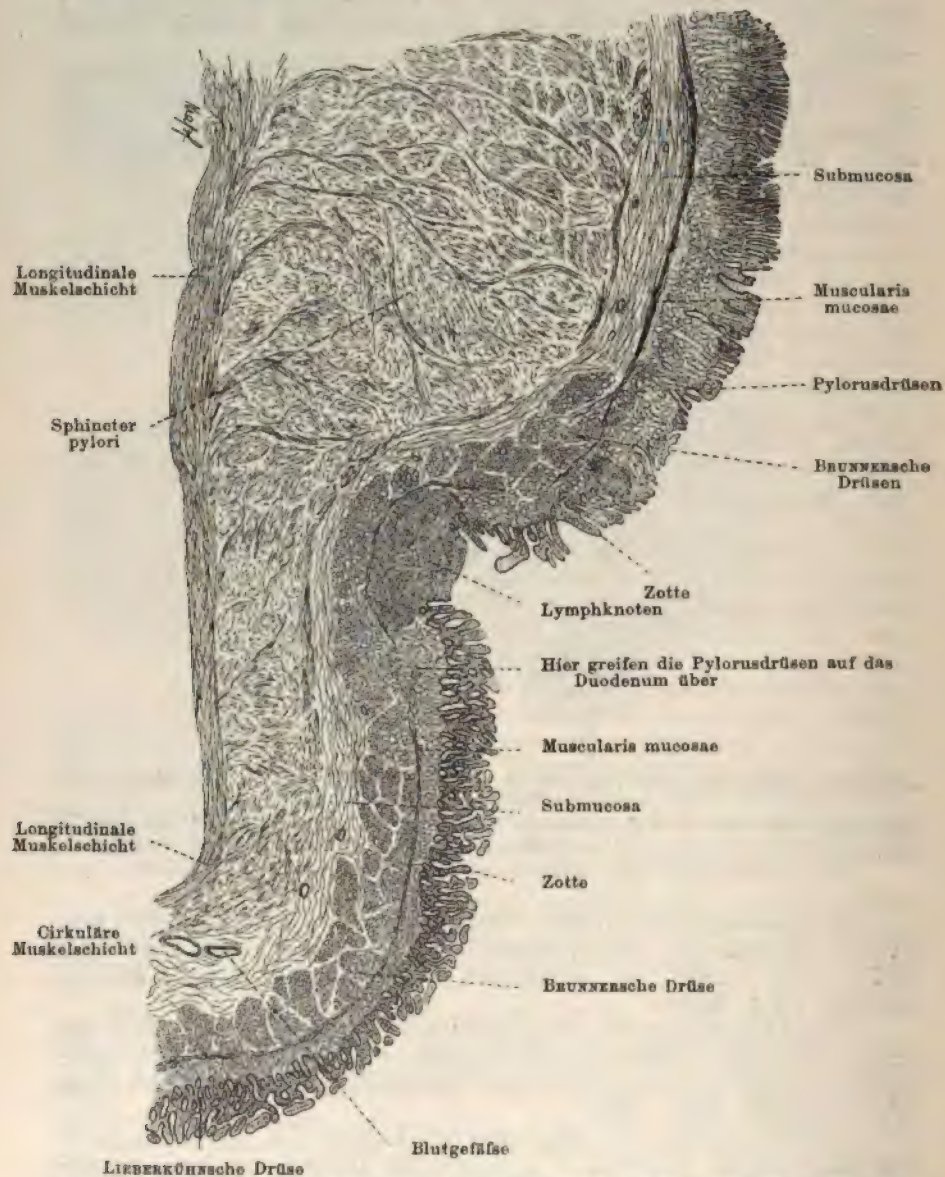 Submucosa
Longitudinale
Muskelschicht
Muscularis
mucosae
Pylorusdrüsen
Sphincter
pylori
BRUNNERsche
Drüsen
Zotte
Lymphknoten
Hier greifen die Pylorusdrüsen auf das
Duodenum über
Muscularis mucosae
Submucosa
Longitudinale
Muskelschicht
Zotte
Cirkuläre
Muskelschicht
BRUNNERsche Drüse
Blutgefäſse
LIEBERKÜHNsche Drüse